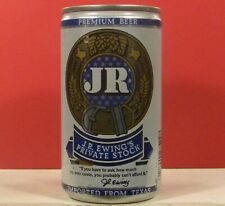 PREMIUM BEER
JR
J.R. EWING'S
PRIVATE STOCK
"If you have to ask how much
my beer costs, you probably can't afford it."
J.R. Ewing
IMPORTED FROM TEXAS